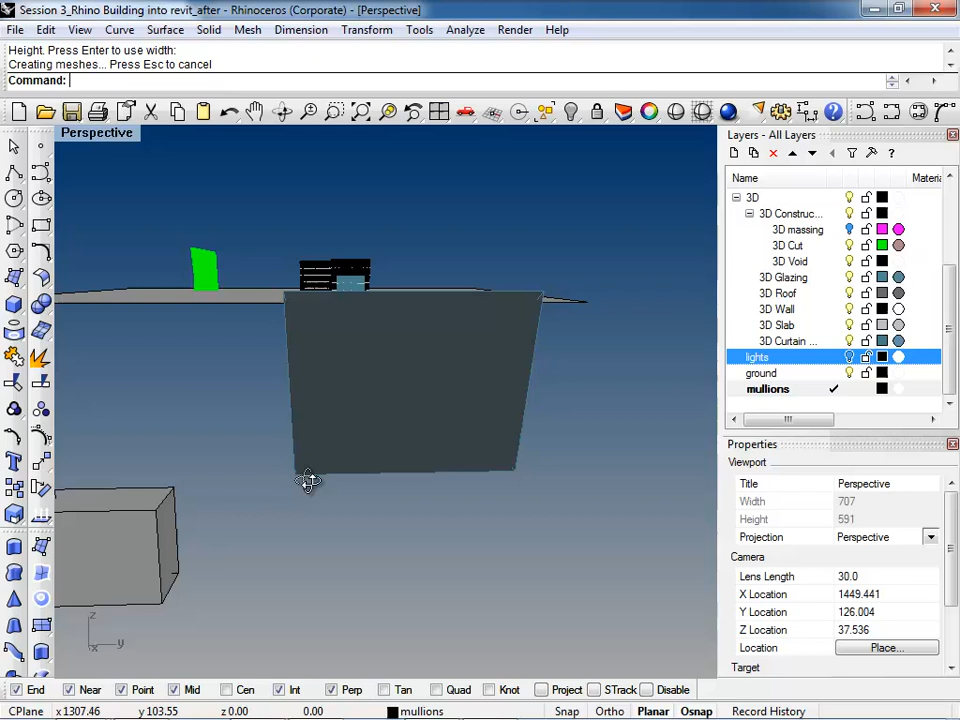 Session 3_Rhino Building into revit_after - Rhinoceros (Corporate) - [Perspective]
File Edit View Curve Surface Solid Mesh Dimension Transform Tools Analyze Render Help
Height. Press Enter to use width:
Creating meshes... Press Esc to cancel
Command:
Perspective
Layers - All Layers
Name Materia
3D
3D Construc...
3D massing
3D Cut
3D Void
3D Glazing
3D Roof
3D Wall
3D Slab
3D Curtain ...
lights
ground
mullions
Properties
Viewport
Title Perspective
Width 707
Height 591
Projection Perspective
Camera
Lens Length 30.0
X Location 1449.441
Y Location 126.004
Z Location 37.536
Location Place...
Target
z
x
y
End Near Point Mid Cen Int Perp Tan Quad Knot Project STrack Disable
CPlane x 1307.46 y 103.55 z 0.00 0.00 mullions Snap Ortho Planar Osnap Record History